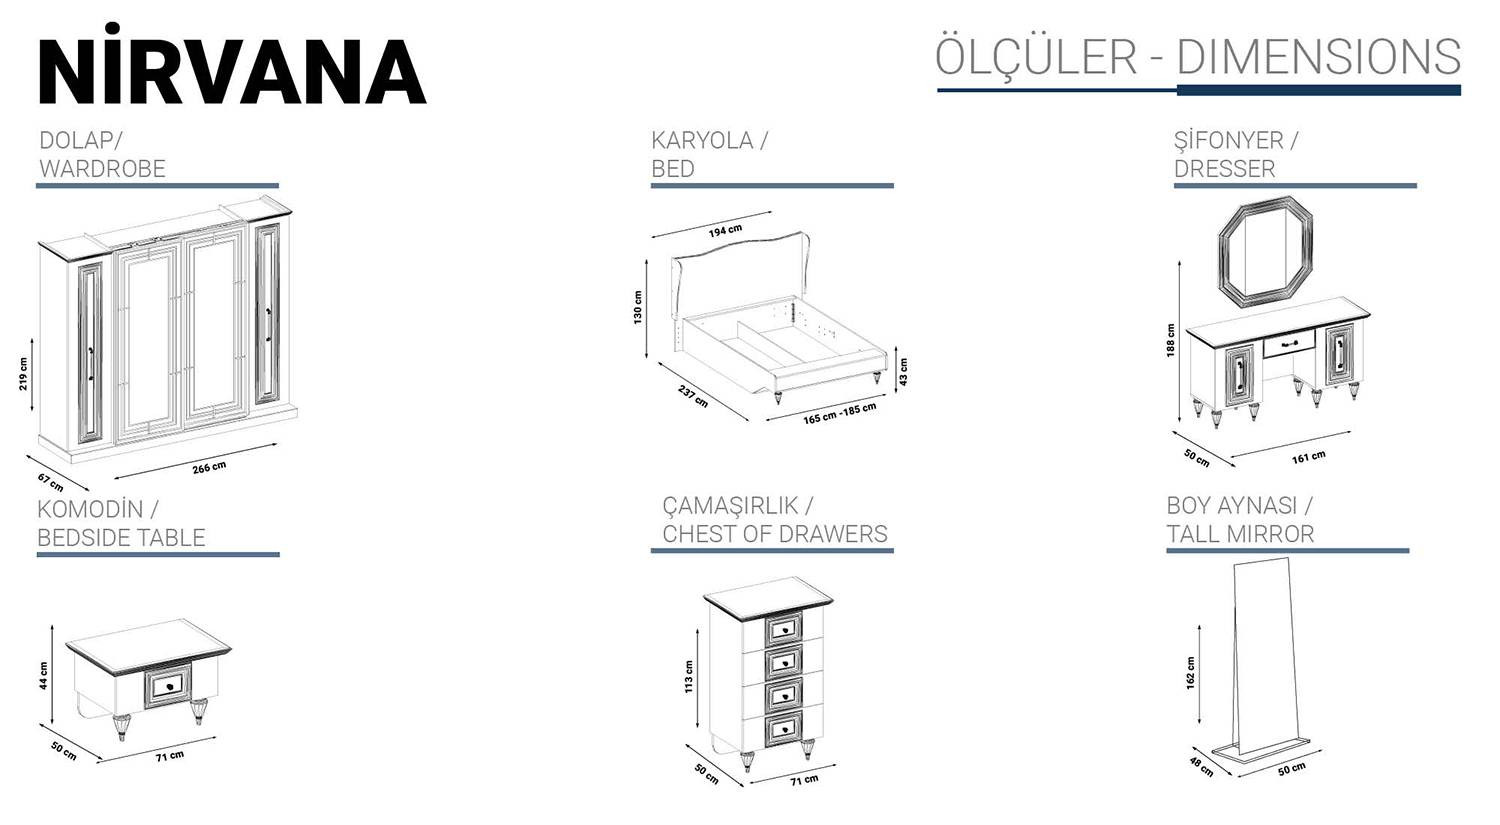 NİRVANA
ÖLÇÜLER - DIMENSIONS
DOLAP/
WARDROBE
219 cm
67 cm
266 cm
KARYOLA /
BED
194 cm
130 cm
237 cm
165 cm -185 cm
43 cm
ŞİFONYER /
DRESSER
188 cm
50 cm
161 cm
KOMODİN /
BEDSIDE TABLE
44 cm
50 cm
71 cm
ÇAMAŞIRLIK /
CHEST OF DRAWERS
113 cm
50 cm
71 cm
BOY AYNASI /
TALL MIRROR
162 cm
48 cm
50 cm